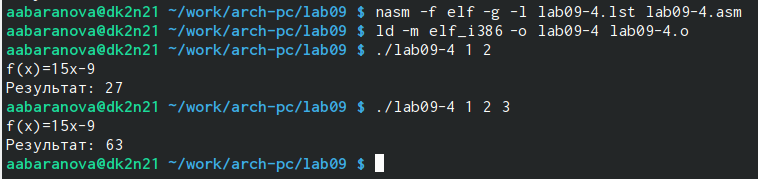 aabaranova@dk2n21 ~/work/arch-pc/lab09 $ nasm -f elf -g -l lab09-4.lst lab09-4.asm
aabaranova@dk2n21 ~/work/arch-pc/lab09 $ ld -m elf_i386 -o lab09-4 lab09-4.o
aabaranova@dk2n21 ~/work/arch-pc/lab09 $ ./lab09-4 1 2
f(x)=15x-9
Результат: 27
aabaranova@dk2n21 ~/work/arch-pc/lab09 $ ./lab09-4 1 2 3
f(x)=15x-9
Результат: 63
aabaranova@dk2n21 ~/work/arch-pc/lab09 $